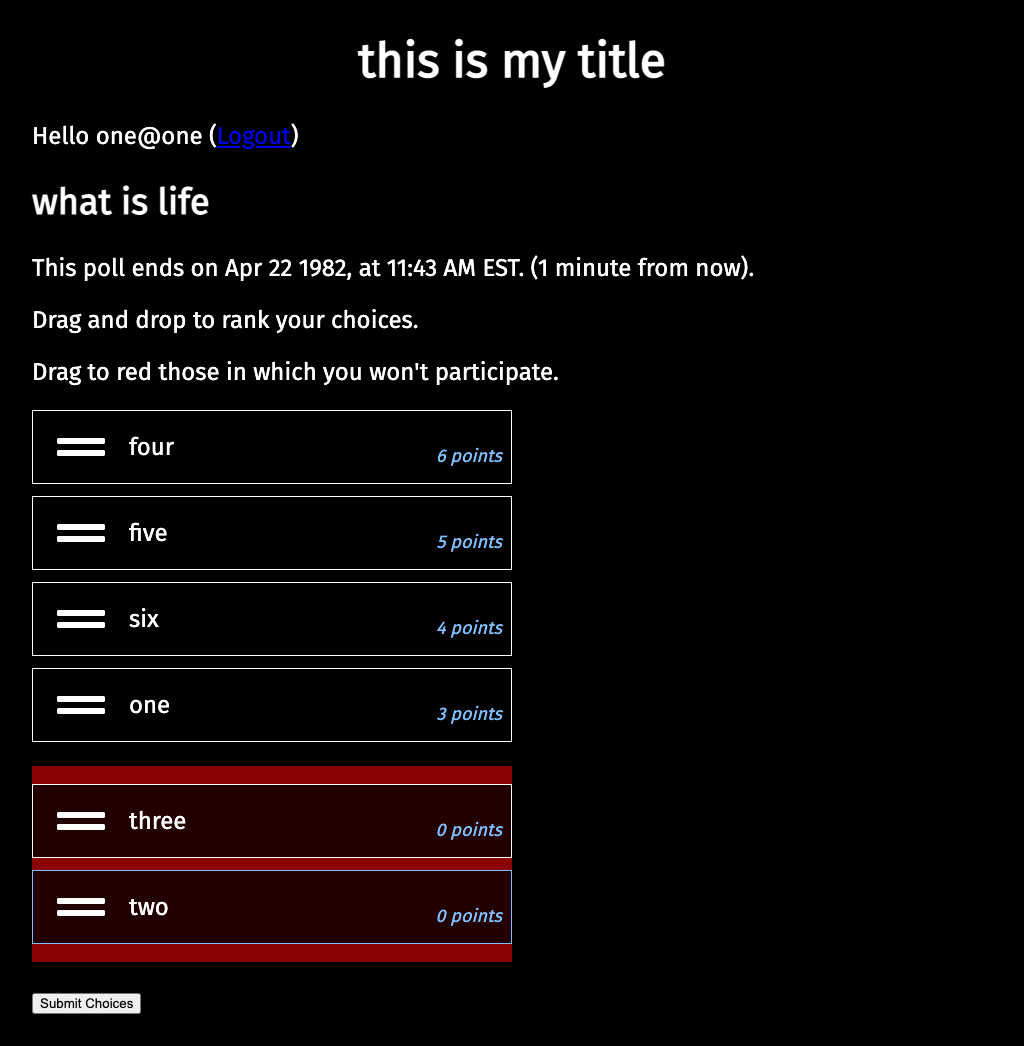 this is my title
Hello one@one (Logout)
what is life
This poll ends on Apr 22 1982, at 11:43 AM EST. (1 minute from now).
Drag and drop to rank your choices.
Drag to red those in which you won't participate.
four 6 points
five 5 points
six 4 points
one 3 points
three 0 points
two 0 points
Submit Choices